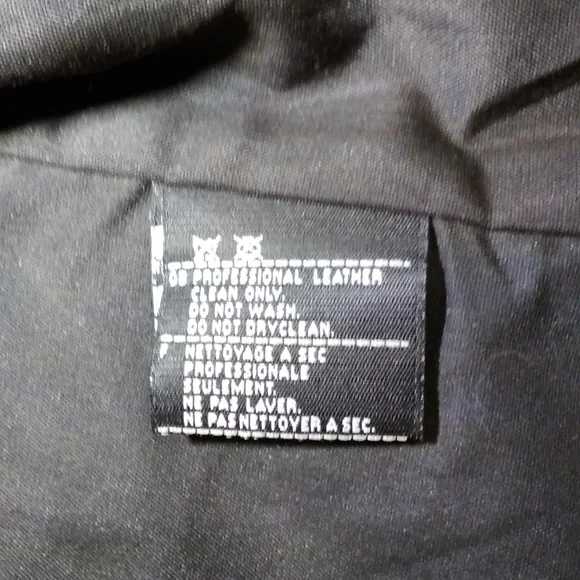 GB PROFESSIONAL LEATHER
CLEAN ONLY.
DO NOT WASH.
DO NOT DRYCLEAN.
F NETTOYAGE A SEC
PROFESSIONALE
SEULEMENT.
NE PAS LAVER.
NE PAS NETTOYER A SEC.